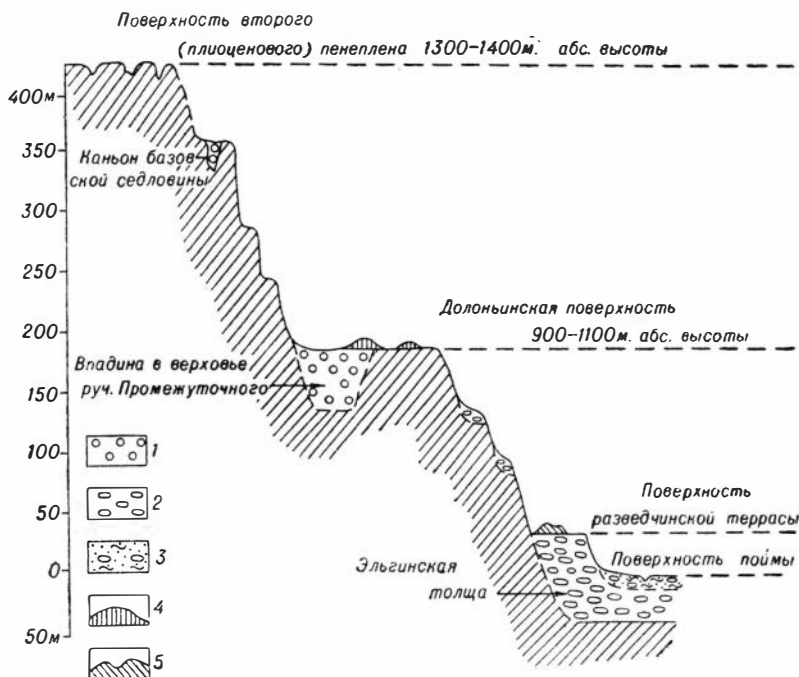 Поверхность второго
(плиоценового) пенеплена 1300-1400м. абс. высоты
400м
350
Каньон базов-
ской седловины
300
250
Долоньинская поверхность
900-1100м. абс. высоты
200
Впадина в верховье
руч. Промежуточного
150
1
100
2
Поверхность
разведчинской террасы
50
3
Поверхность поймы
0
Эльгинская
толща
4
50м
5